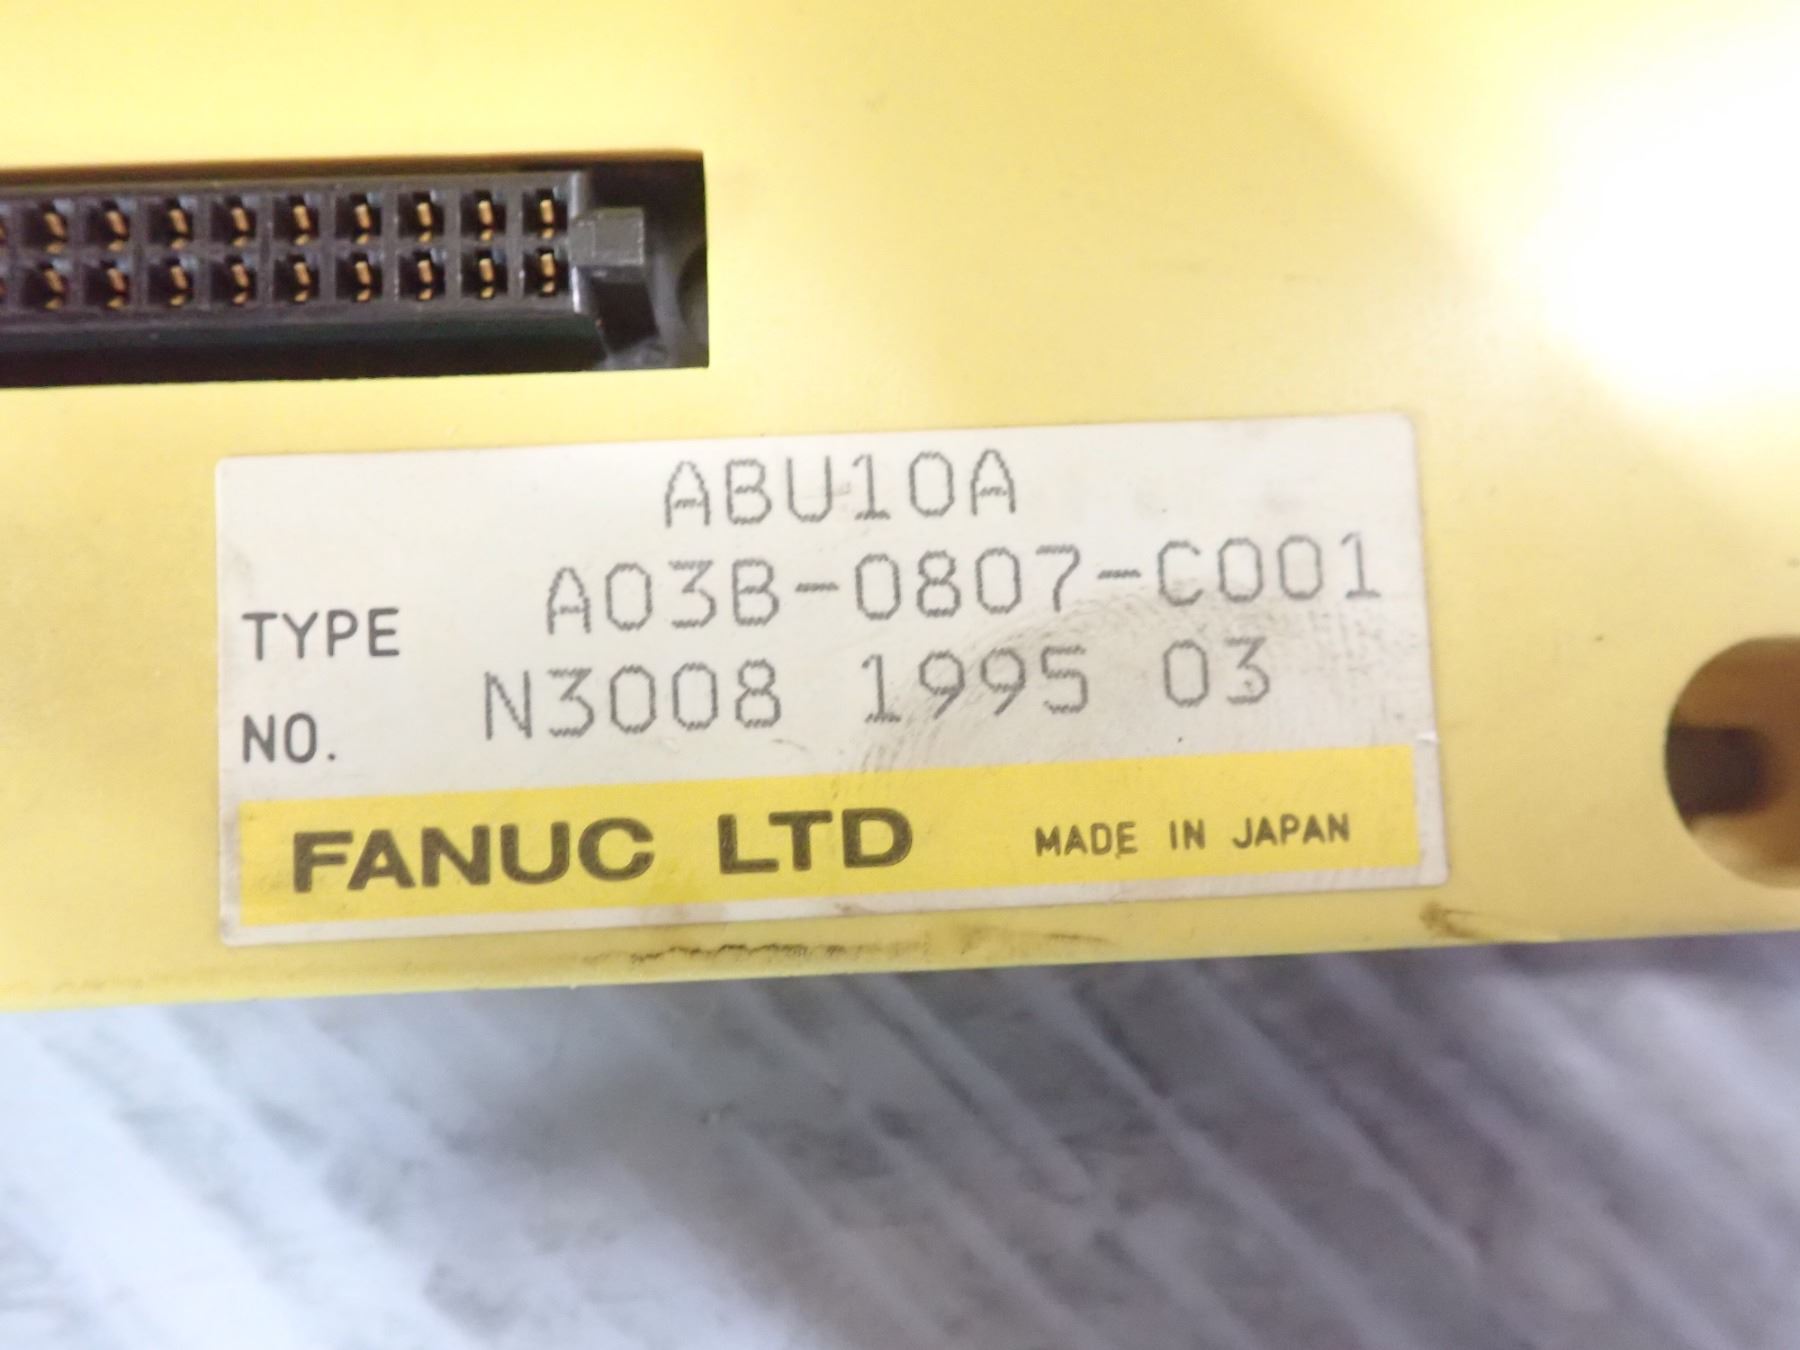 ABU10A
TYPE A03B-0807-C001
NO. N3008 1995 03
FANUC LTD MADE IN JAPAN